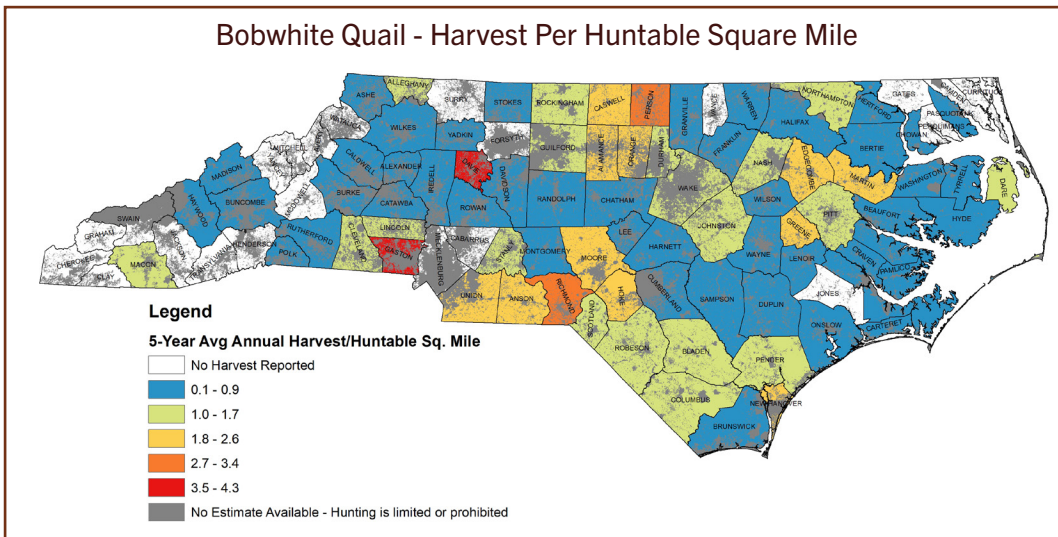 Bobwhite Quail - Harvest Per Huntable Square Mile
ALLEGHANY
ASHE
SURRY
STOKES
ROCKINGHAM
CASWELL
PERSON
GRANVILLE
VANCE
WARREN
NORTHAMPTON
HERTFORD
GATES
CAMDEN
CURRITUCK
PASQUOTANK
PERQUIMANS
CHOWAN
HALIFAX
BERTIE
WATAUGA
WILKES
YADKIN
FORSYTH
GUILFORD
ALAMANCE
ORANGE
DURHAM
FRANKLIN
NASH
EDGECOMBE
MARTIN
WASHINGTON
TYRRELL
DARE
MITCHELL
AVERY
CALDWELL
ALEXANDER
IREDELL
DAVIE
DAVIDSON
RANDOLPH
CHATHAM
WAKE
WILSON
PITT
BEAUFORT
HYDE
MADISON
BUNCOMBE
MCDOWELL
BURKE
CATAWBA
ROWAN
JOHNSTON
GREENE
SWAIN
HAYWOOD
RUTHERFORD
LINCOLN
CLEVELAND
GASTON
MECKLENBURG
CABARRUS
STANLY
MONTGOMERY
MOORE
LEE
HARNETT
WAYNE
LENOIR
CRAVEN
PAMLICO
GRAHAM
CHEROKEE
CLAY
MACON
JACKSON
TRANSYLVANIA
HENDERSON
POLK
UNION
ANSON
RICHMOND
HOKE
CUMBERLAND
SAMPSON
DUPLIN
JONES
ONSLOW
CARTERET
SCOTLAND
ROBESON
BLADEN
PENDER
COLUMBUS
NEW HANOVER
BRUNSWICK
Legend
5-Year Avg Annual Harvest/Huntable Sq. Mile
No Harvest Reported
0.1 - 0.9
1.0 - 1.7
1.8 - 2.6
2.7 - 3.4
3.5 - 4.3
No Estimate Available - Hunting is limited or prohibited